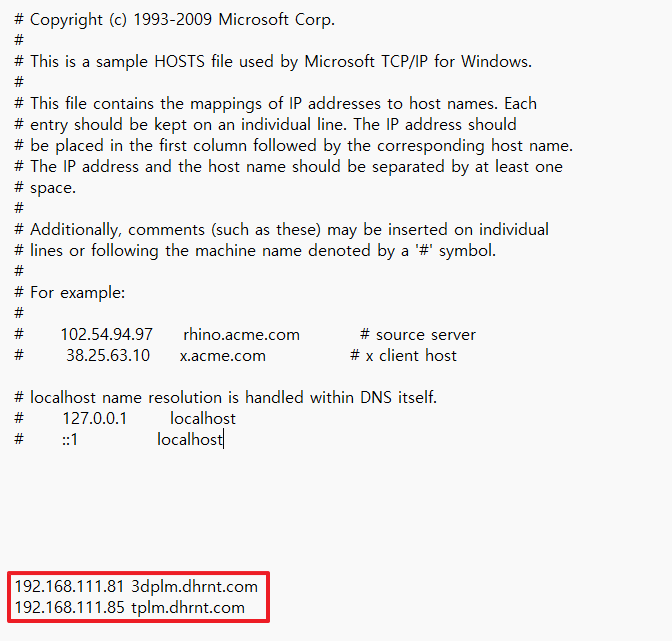 # Copyright (c) 1993-2009 Microsoft Corp.
#
# This is a sample HOSTS file used by Microsoft TCP/IP for Windows.
#
# This file contains the mappings of IP addresses to host names. Each
# entry should be kept on an individual line. The IP address should
# be placed in the first column followed by the corresponding host name.
# The IP address and the host name should be separated by at least one
# space.
#
# Additionally, comments (such as these) may be inserted on individual
# lines or following the machine name denoted by a '#' symbol.
#
# For example:
#
#      102.54.94.97     rhino.acme.com          # source server
#       38.25.63.10     x.acme.com              # x client host

# localhost name resolution is handled within DNS itself.
#      127.0.0.1       localhost
#      ::1             localhost

192.168.111.81 3dplm.dhrnt.com
192.168.111.85 tplm.dhrnt.com